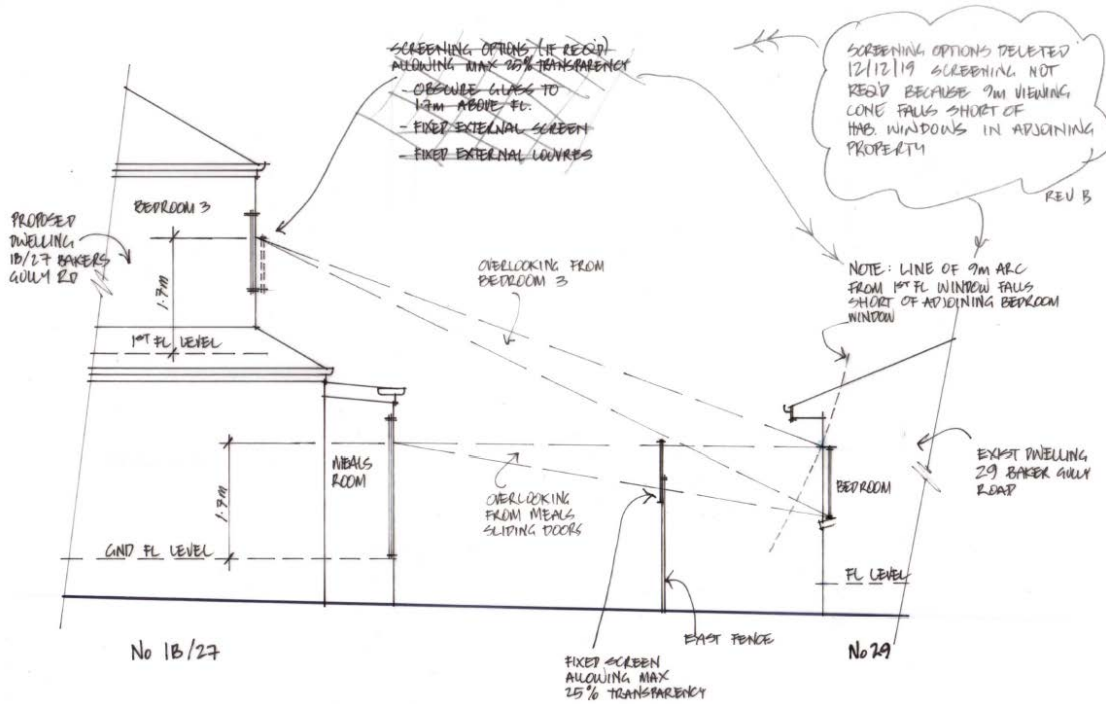 SCREENING OPTIONS (IF REQ'D)
ALLOWING MAX 25% TRANSPARENCY
- OBSCURE GLASS TO
1.7m ABOVE FL.
- FIXED EXTERNAL SCREEN
- FIXED EXTERNAL LOUVRES
SCREENING OPTIONS DELETED
12/12/19 SCREENING NOT
REQ'D BECAUSE 9m VIEWING
CONE FALLS SHORT OF
HAB. WINDOWS IN ADJOINING
PROPERTY
REV B
BEDROOM 3
PROPOSED
DWELLING
1B/27 BAKERS
GULLY RD
1.7m
1ST FL LEVEL
OVERLOOKING FROM
BEDROOM 3
NOTE: LINE OF 9m ARC
FROM 1ST FL WINDOW FALLS
SHORT OF ADJOINING BEDROOM
WINDOW
MEALS
ROOM
1.7m
GND FL LEVEL
OVERLOOKING
FROM MEALS
SLIDING DOORS
BEDROOM
EXIST DWELLING
29 BAKER GULLY
ROAD
FL LEVEL
No 1B/27
FIXED SCREEN
ALLOWING MAX
25% TRANSPARENCY
EAST FENCE
No 29